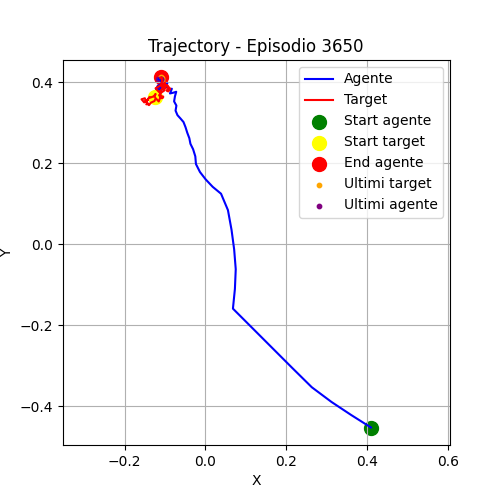 Trajectory - Episodio 3650
Agente
Target
Start agente
Start target
End agente
Ultimi target
Ultimi agente
0.4
0.2
0.0
−0.2
−0.4
Y
−0.2
0.0
0.2
0.4
0.6
X